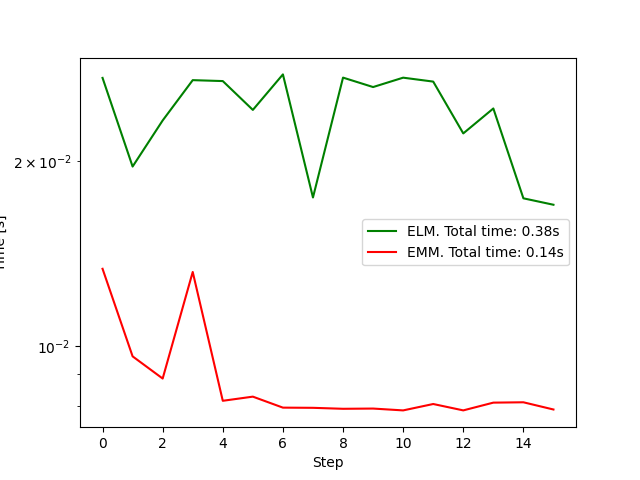 2 × 10⁻²
10⁻²
Time [s]
ELM. Total time: 0.38s
EMM. Total time: 0.14s
0 2 4 6 8 10 12 14
Step